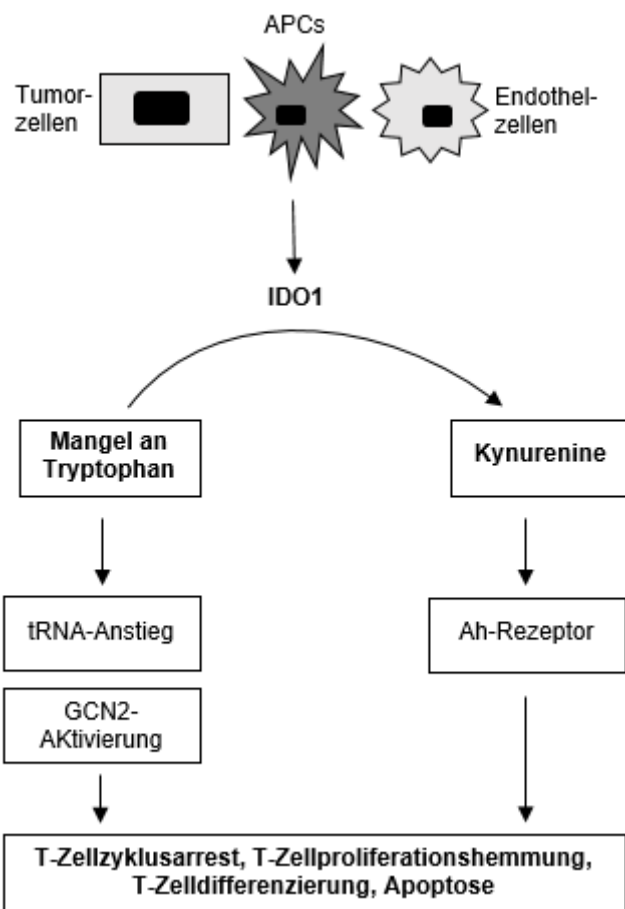 APCs
Tumor-
zellen
Endothel-
zellen
IDO1
Mangel an
Tryptophan
Kynurenine
tRNA-Anstieg
Ah-Rezeptor
GCN2-
AKtivierung
T-Zellzyklusarrest, T-Zellproliferationshemmung,
T-Zelldifferenzierung, Apoptose